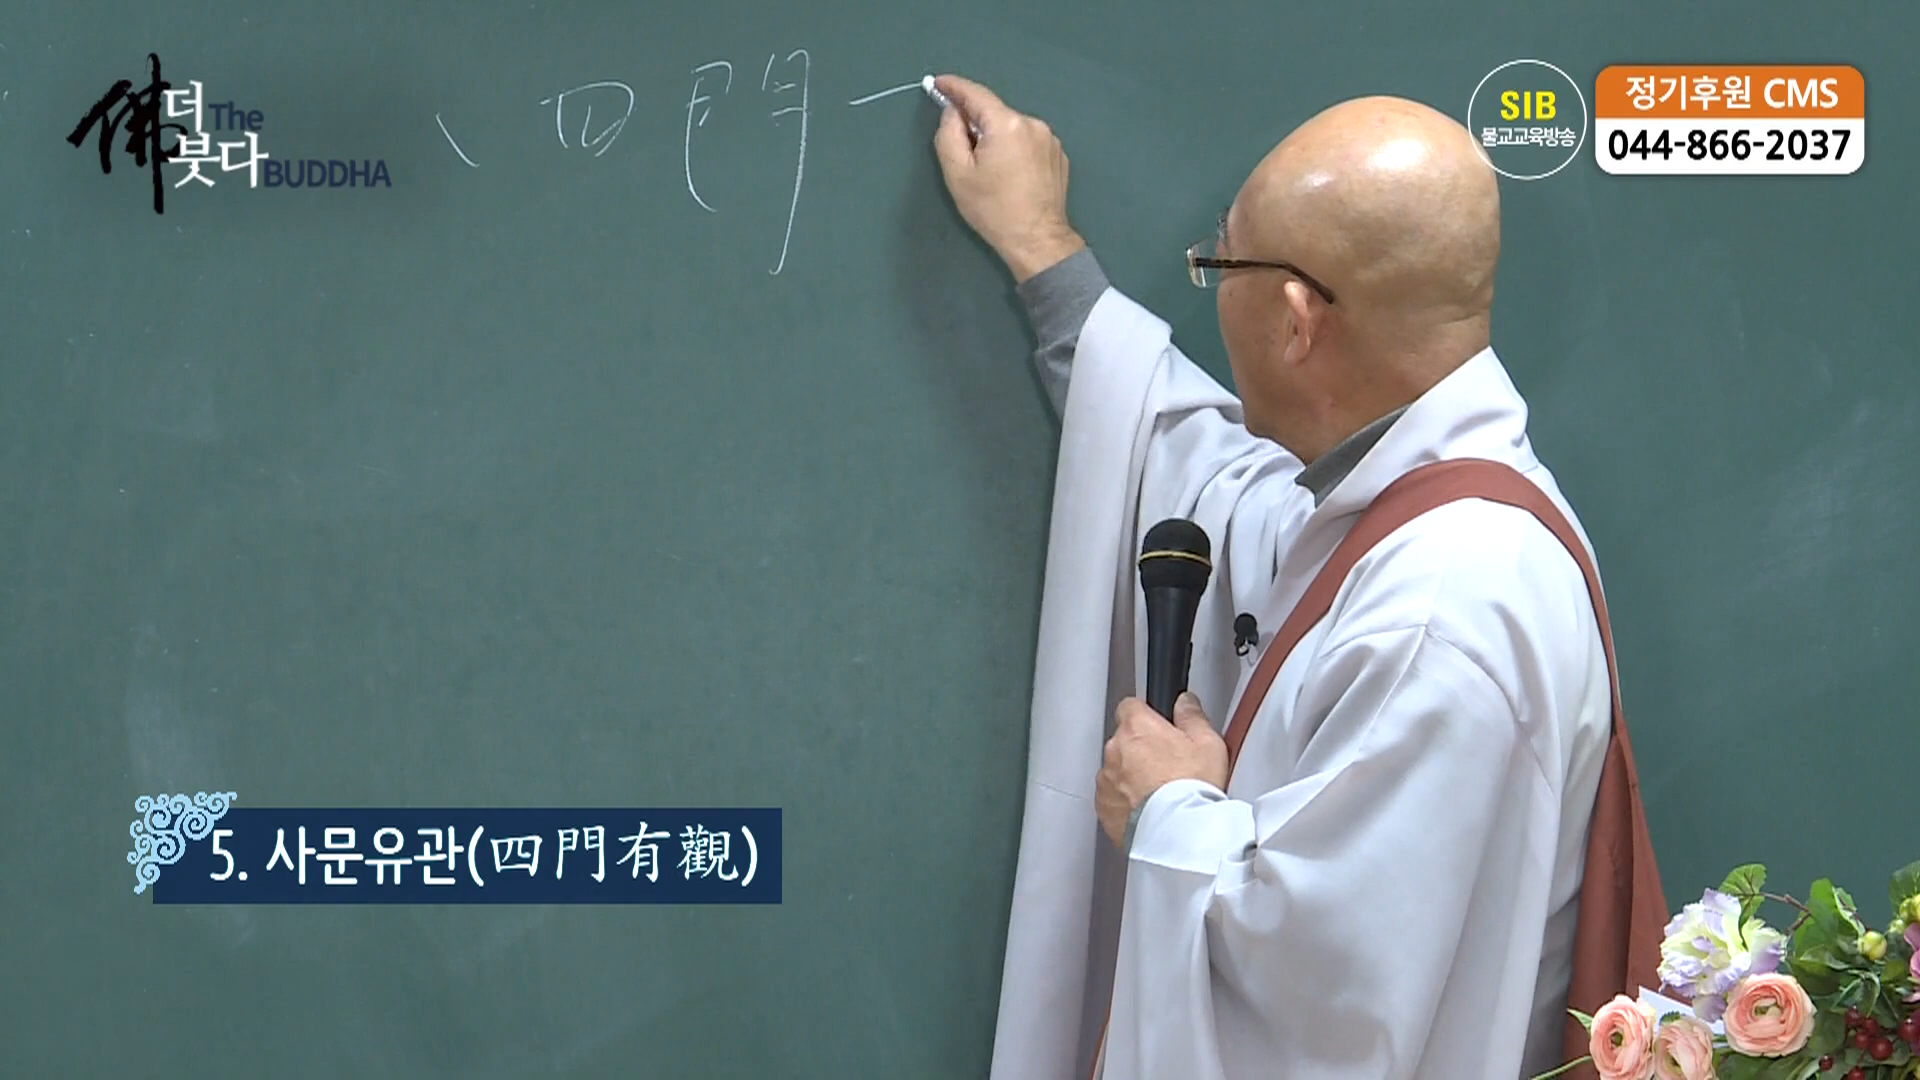 佛
더
The
붓다
BUDDHA
、四門一
SIB
불교교육방송
정기후원 CMS
044-866-2037
5. 사문유관(四門有觀)